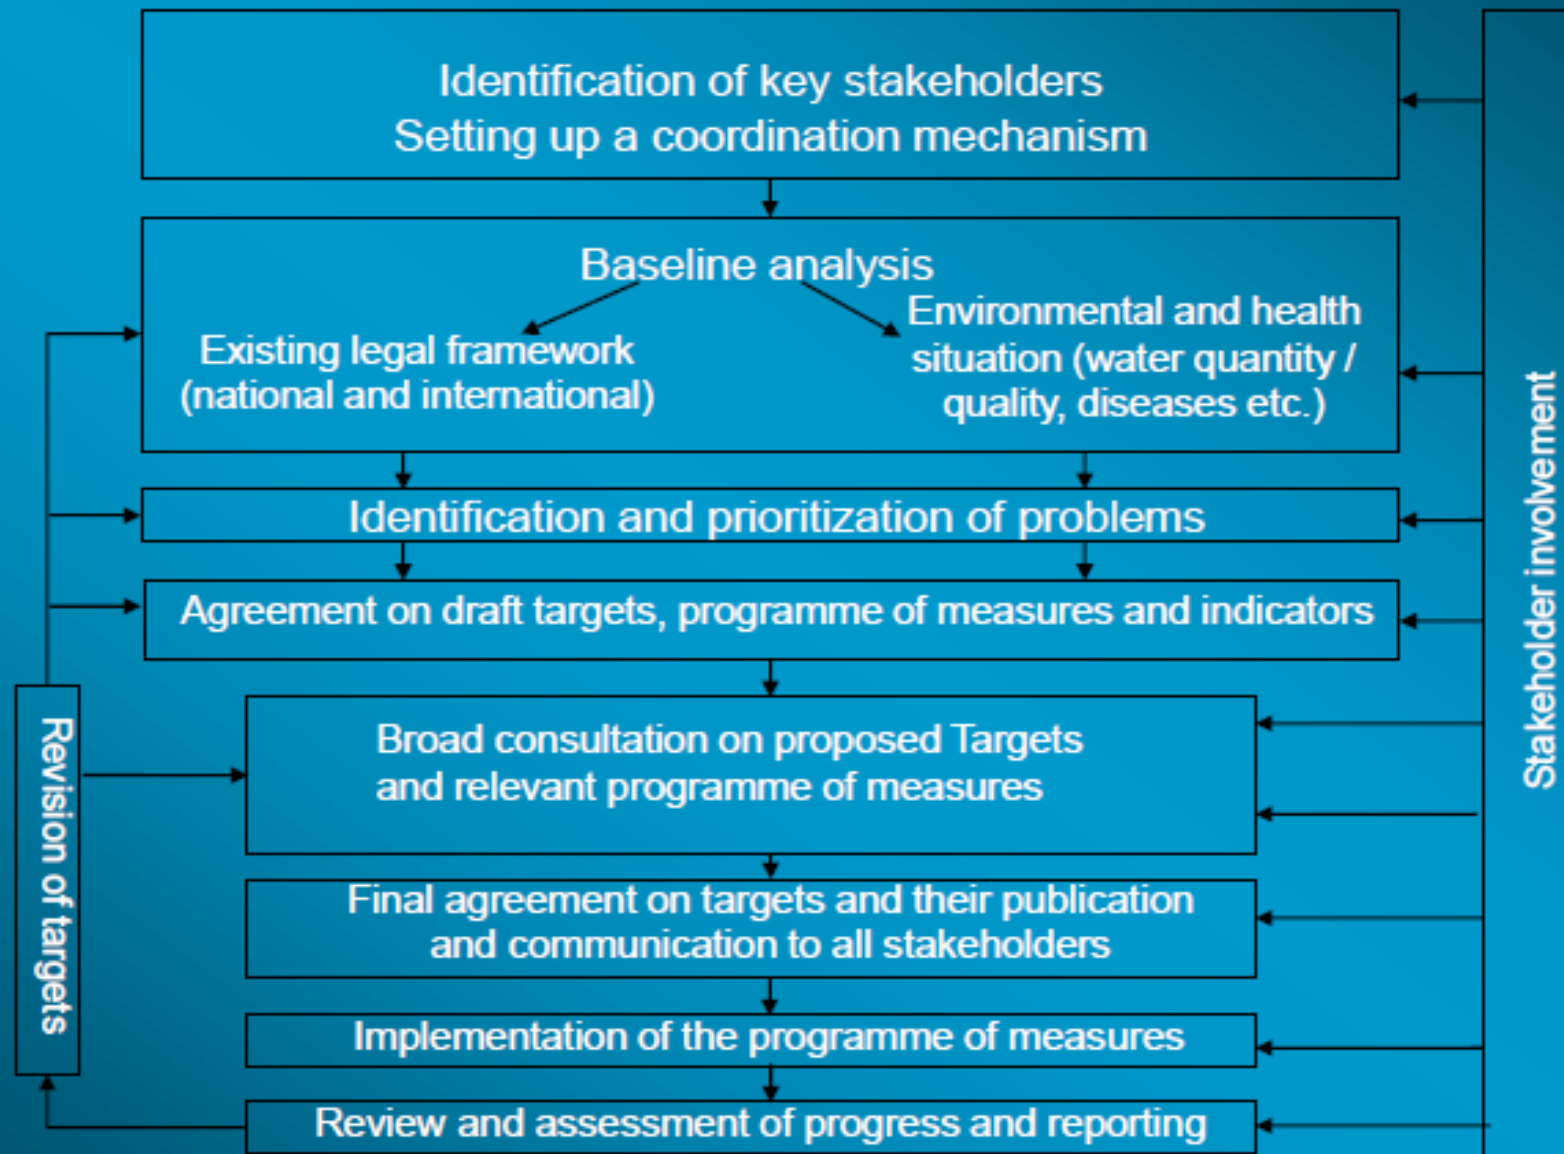 Identification of key stakeholders
Setting up a coordination mechanism
Baseline analysis
Existing legal framework
(national and international)
Environmental and health
situation (water quantity /
quality, diseases etc.)
Identification and prioritization of problems
Agreement on draft targets, programme of measures and indicators
Broad consultation on proposed Targets
and relevant programme of measures
Final agreement on targets and their publication
and communication to all stakeholders
Implementation of the programme of measures
Review and assessment of progress and reporting
Revision of targets
Stakeholder involvement